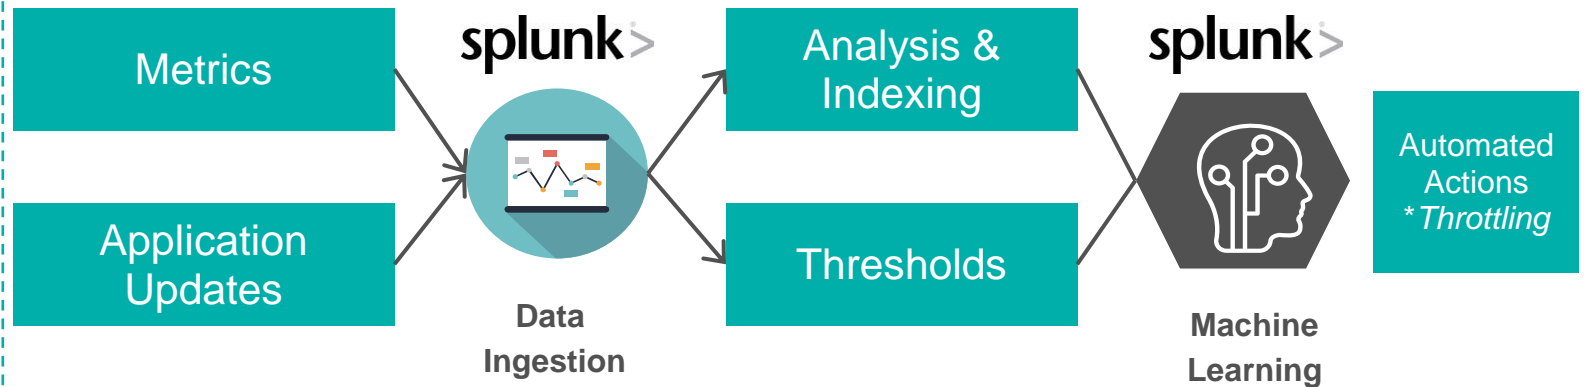 Metrics
Application
Updates
splunk>
Data
Ingestion
Analysis &
Indexing
Thresholds
splunk>
Machine
Learning
Automated
Actions
*Throttling